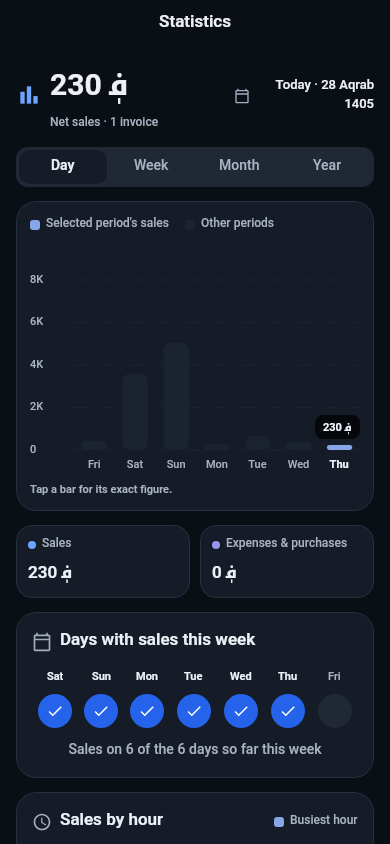 Statistics
230 ؋
Net sales · 1 invoice
Today · 28 Aqrab
1405
Day Week Month Year
Selected period's sales Other periods
8K
6K
4K
2K
0
230 ؋
Fri Sat Sun Mon Tue Wed Thu
Tap a bar for its exact figure.
Sales
230 ؋
Expenses & purchases
0 ؋
Days with sales this week
Sat Sun Mon Tue Wed Thu Fri
Sales on 6 of the 6 days so far this week
Sales by hour
Busiest hour